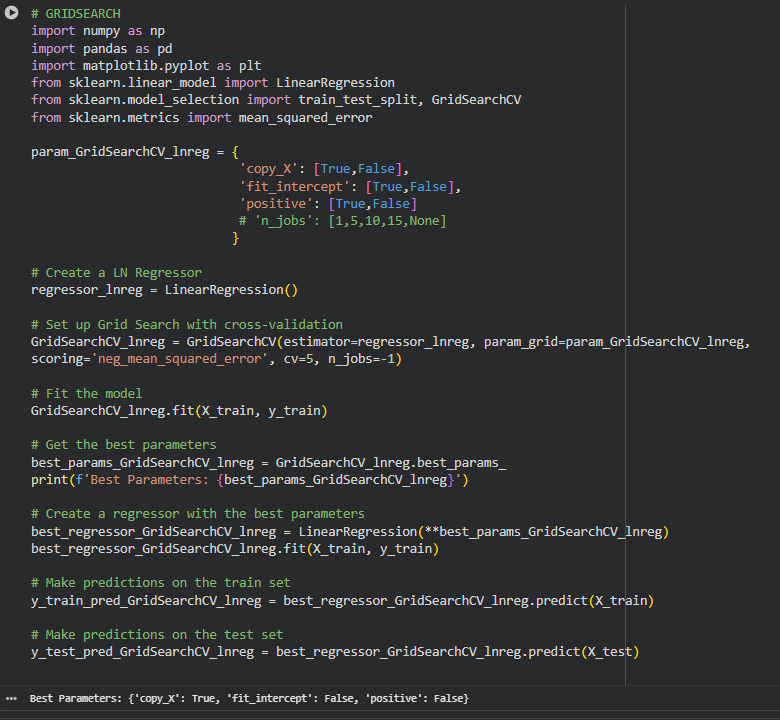 # GRIDSEARCH
import numpy as np
import pandas as pd
import matplotlib.pyplot as plt
from sklearn.linear_model import LinearRegression
from sklearn.model_selection import train_test_split, GridSearchCV
from sklearn.metrics import mean_squared_error
param_GridSearchCV_lnreg = {
'copy_X': [True,False],
'fit_intercept': [True,False],
'positive': [True,False]
# 'n_jobs': [1,5,10,15,None]
}
# Create a LN Regressor
regressor_lnreg = LinearRegression()
# Set up Grid Search with cross-validation
GridSearchCV_lnreg = GridSearchCV(estimator=regressor_lnreg, param_grid=param_GridSearchCV_lnreg,
scoring='neg_mean_squared_error', cv=5, n_jobs=-1)
# Fit the model
GridSearchCV_lnreg.fit(X_train, y_train)
# Get the best parameters
best_params_GridSearchCV_lnreg = GridSearchCV_lnreg.best_params_
print(f'Best Parameters: {best_params_GridSearchCV_lnreg}')
# Create a regressor with the best parameters
best_regressor_GridSearchCV_lnreg = LinearRegression(**best_params_GridSearchCV_lnreg)
best_regressor_GridSearchCV_lnreg.fit(X_train, y_train)
# Make predictions on the train set
y_train_pred_GridSearchCV_lnreg = best_regressor_GridSearchCV_lnreg.predict(X_train)
# Make predictions on the test set
y_test_pred_GridSearchCV_lnreg = best_regressor_GridSearchCV_lnreg.predict(X_test)
Best Parameters: {'copy_X': True, 'fit_intercept': False, 'positive': False}